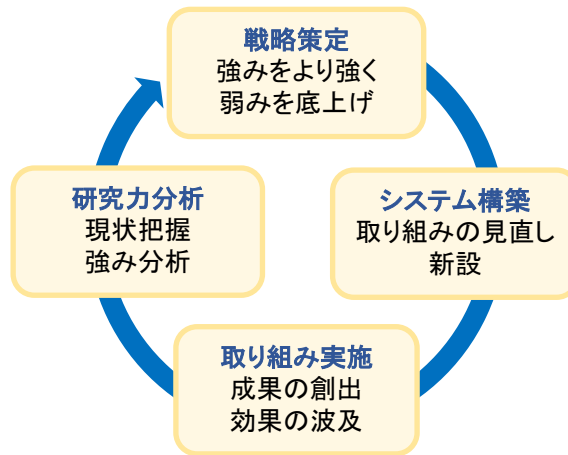 戦略策定
強みをより強く
弱みを底上げ
システム構築
取り組みの見直し
新設
取り組み実施
成果の創出
効果の波及
研究力分析
現状把握
強み分析